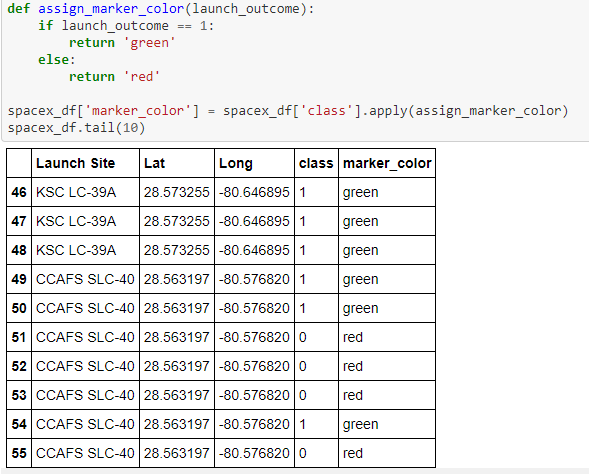 def assign_marker_color(launch_outcome):
    if launch_outcome == 1:
        return 'green'
    else:
        return 'red'
spacex_df['marker_color'] = spacex_df['class'].apply(assign_marker_color)
spacex_df.tail(10)
Launch Site Lat Long class marker_color
46 KSC LC-39A 28.573255 -80.646895 1 green
47 KSC LC-39A 28.573255 -80.646895 1 green
48 KSC LC-39A 28.573255 -80.646895 1 green
49 CCAFS SLC-40 28.563197 -80.576820 1 green
50 CCAFS SLC-40 28.563197 -80.576820 1 green
51 CCAFS SLC-40 28.563197 -80.576820 0 red
52 CCAFS SLC-40 28.563197 -80.576820 0 red
53 CCAFS SLC-40 28.563197 -80.576820 0 red
54 CCAFS SLC-40 28.563197 -80.576820 1 green
55 CCAFS SLC-40 28.563197 -80.576820 0 red